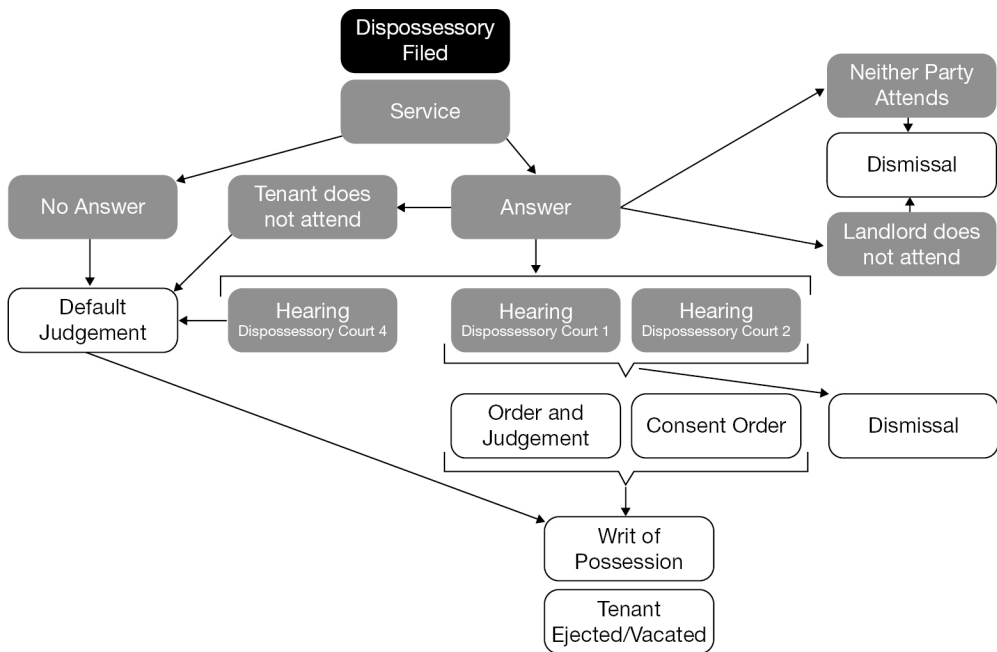 Dispossessory
Filed
Service
Neither Party
Attends
Dismissal
No Answer
Tenant does
not attend
Answer
Landlord does
not attend
Default
Judgement
Hearing
Dispossessory Court 4
Hearing
Dispossessory Court 1
Hearing
Dispossessory Court 2
Order and
Judgement
Consent Order
Dismissal
Writ of
Possession
Tenant
Ejected/Vacated